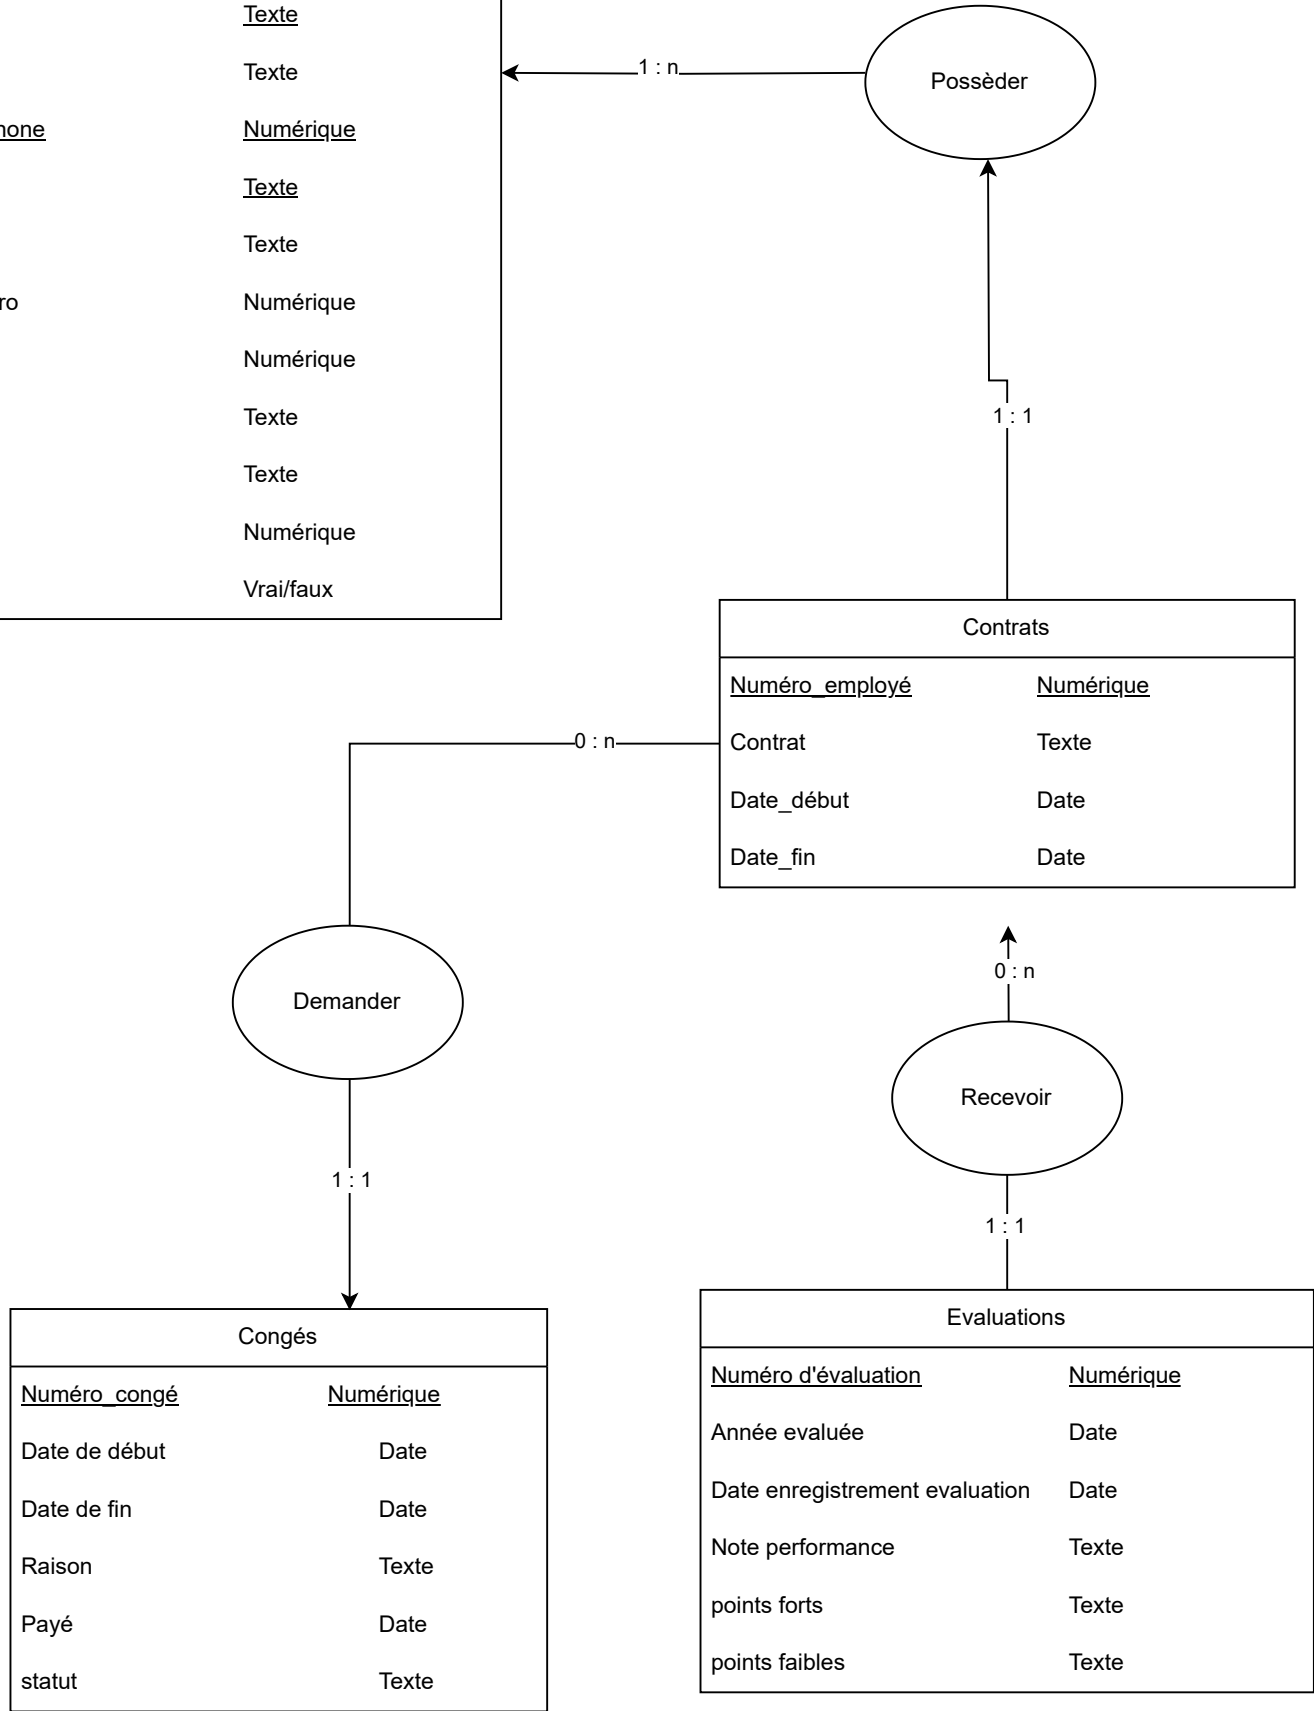 Texte
Texte
Numérique
Texte
Texte
Numérique
Numérique
Texte
Texte
Numérique
Vrai/faux
1 : n
Possèder
1 : 1
Contrats
Numéro_employé Numérique
Contrat Texte
Date_début Date
Date_fin Date
0 : n
Demander
0 : n
Recevoir
1 : 1
1 : 1
Congés
Numéro_congé Numérique
Date de début Date
Date de fin Date
Raison Texte
Payé Date
statut Texte
Evaluations
Numéro d'évaluation Numérique
Année evaluée Date
Date enregistrement evaluation Date
Note performance Texte
points forts Texte
points faibles Texte